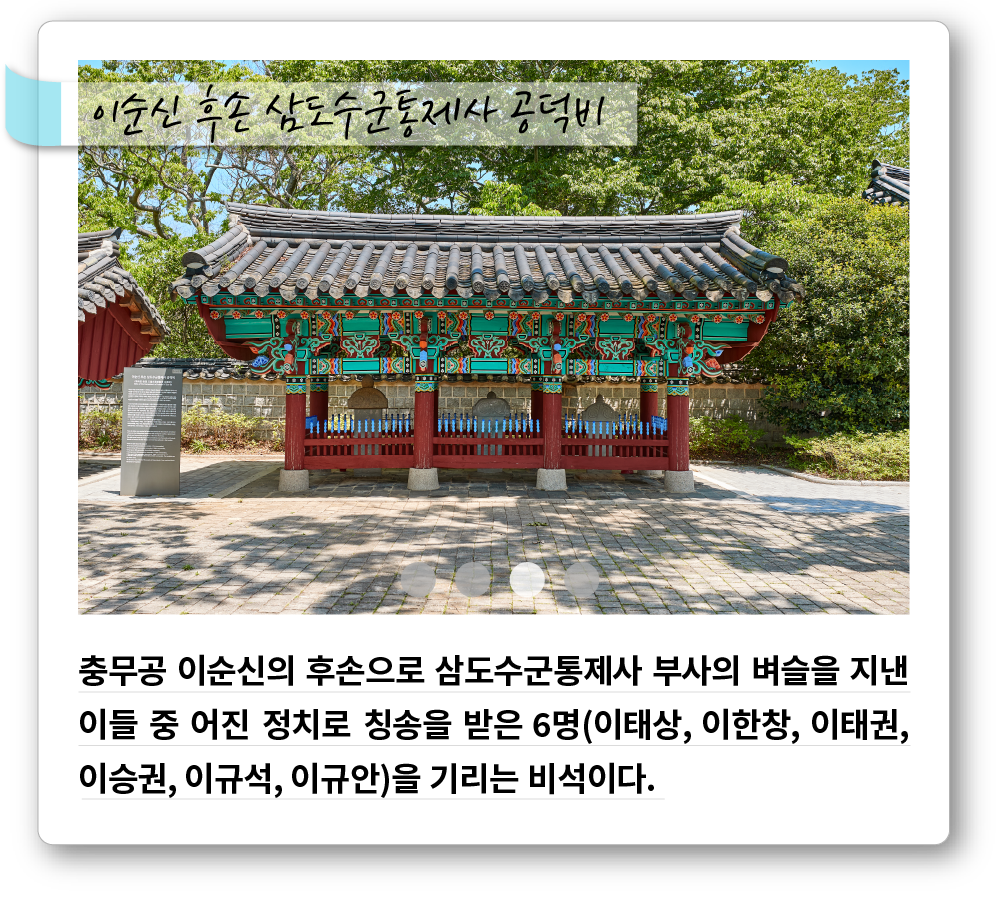 이순신 후손 삼도수군통제사 공덕비
충무공 이순신의 후손으로 삼도수군통제사 부사의 벼슬을 지낸
이들 중 어진 정치로 칭송을 받은 6명(이태상, 이한창, 이태권,
이승권, 이규석, 이규안)을 기리는 비석이다.